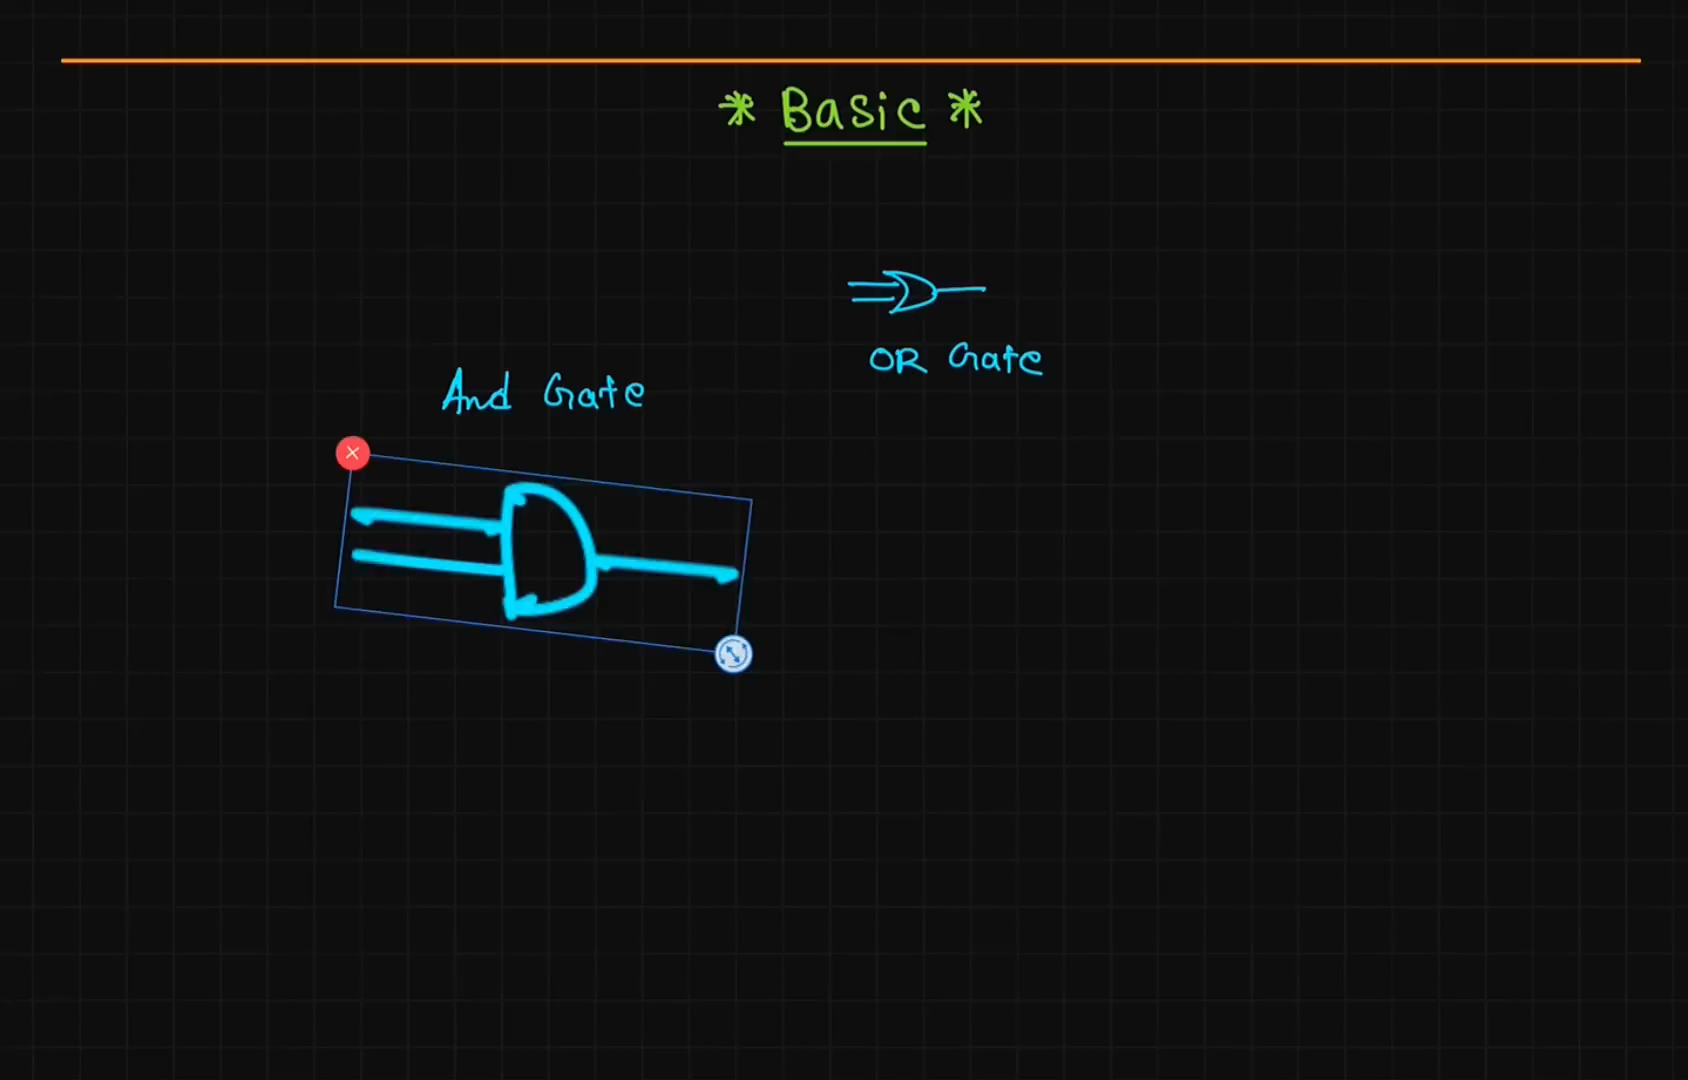 * Basic *
OR Gate
And Gate